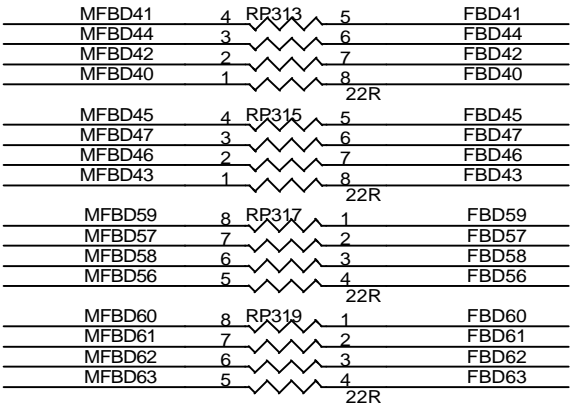 MFBD41 4 RP313 5 FBD41
MFBD44 3 6 FBD44
MFBD42 2 7 FBD42
MFBD40 1 8 FBD40
22R
MFBD45 4 RP315 5 FBD45
MFBD47 3 6 FBD47
MFBD46 2 7 FBD46
MFBD43 1 8 FBD43
22R
MFBD59 8 RP317 1 FBD59
MFBD57 7 2 FBD57
MFBD58 6 3 FBD58
MFBD56 5 4 FBD56
22R
MFBD60 8 RP319 1 FBD60
MFBD61 7 2 FBD61
MFBD62 6 3 FBD62
MFBD63 5 4 FBD63
22R